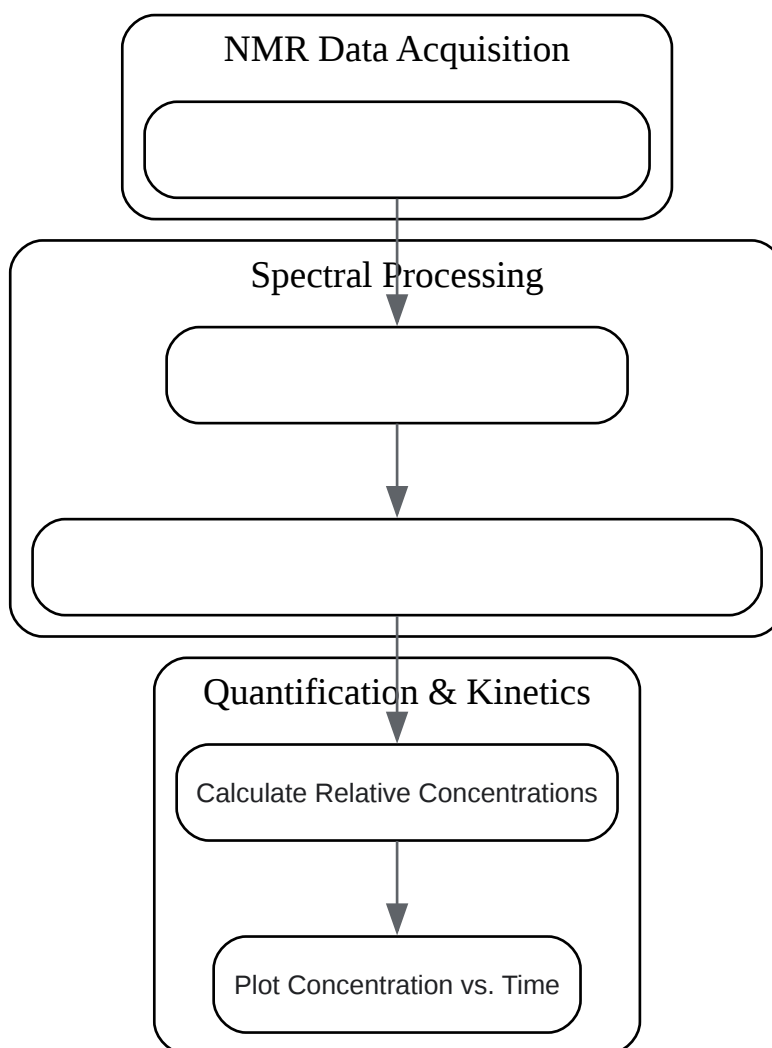 NMR Data Acquisition
Spectral Processing
Quantification & Kinetics
Calculate Relative Concentrations
Plot Concentration vs. Time